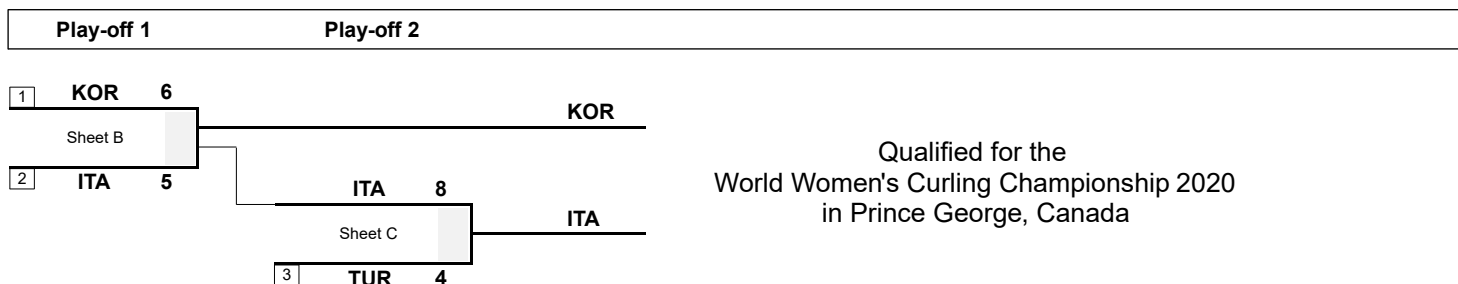 Play-off 1 Play-off 2
1 KOR 6
KOR
Sheet B
2 ITA 5
ITA 8
ITA
Sheet C
3 TUR 4
Qualified for the
World Women's Curling Championship 2020
in Prince George, Canada